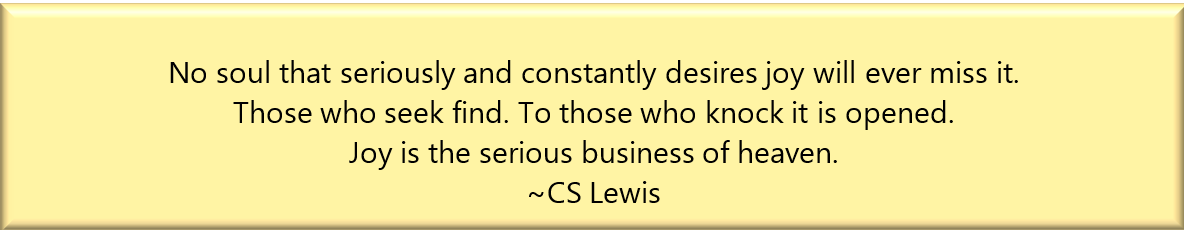 No soul that seriously and constantly desires joy will ever miss it.
Those who seek find. To those who knock it is opened.
Joy is the serious business of heaven.
~CS Lewis